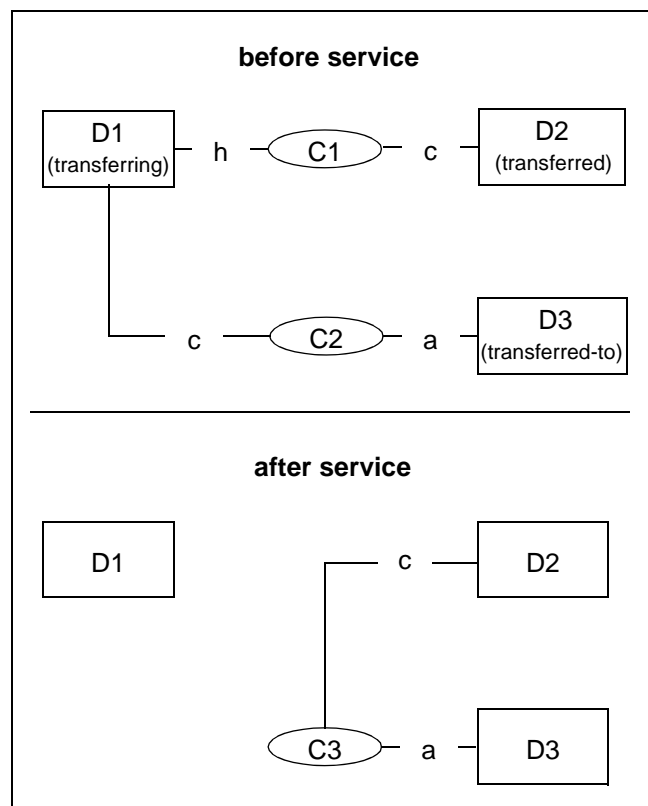 before service
D1
(transferring)
h
C1
c
D2
(transferred)
c
C2
a
D3
(transferred-to)
after service
D1
c
D2
C3
a
D3